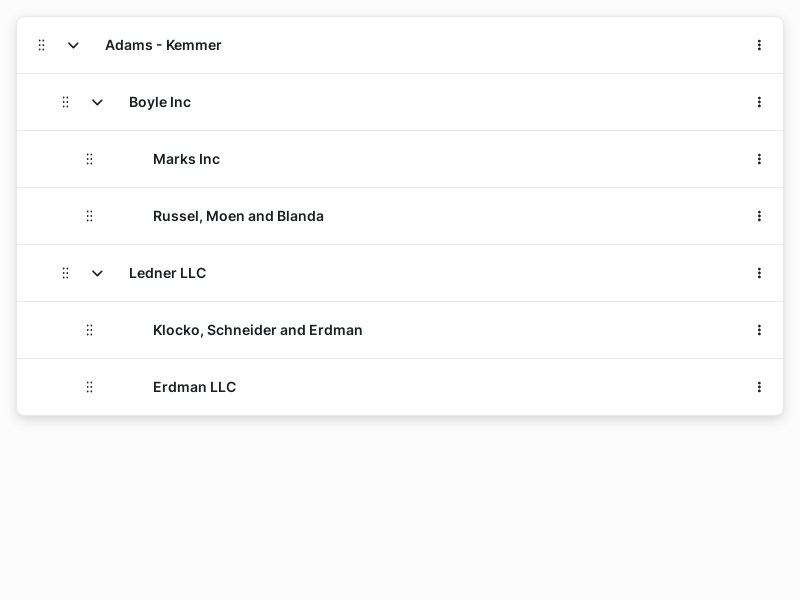 Adams - Kemmer
Boyle Inc
Marks Inc
Russel, Moen and Blanda
Ledner LLC
Klocko, Schneider and Erdman
Erdman LLC